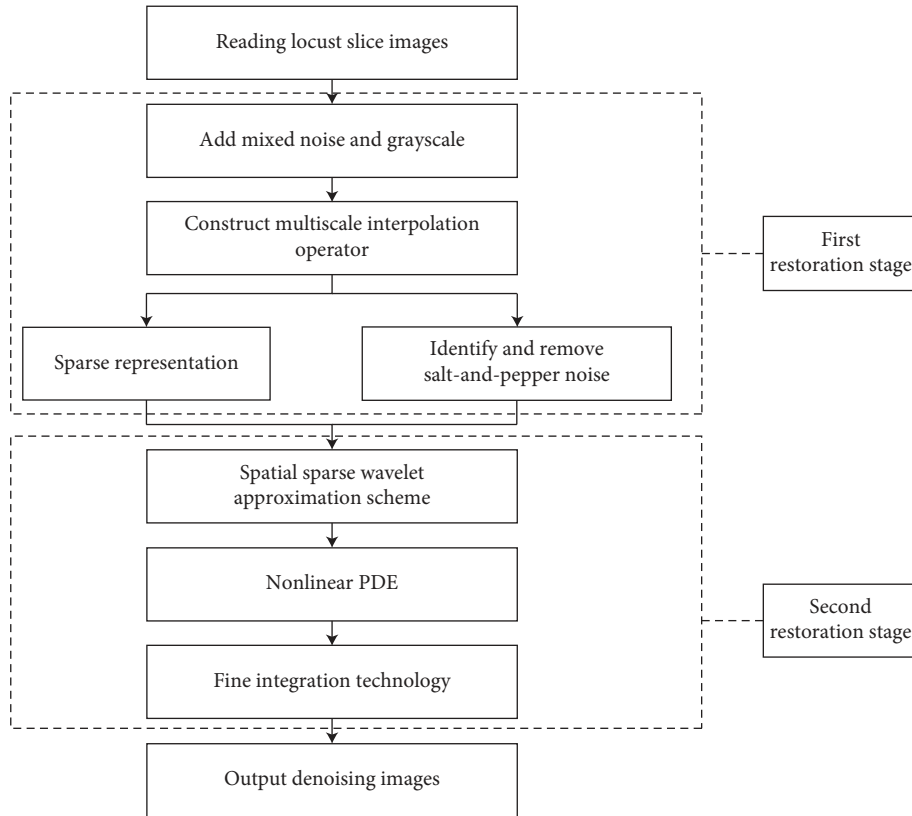 Reading locust slice images
Add mixed noise and grayscale
Construct multiscale interpolation
operator
First
restoration stage
Sparse representation
Identify and remove
salt-and-pepper noise
Spatial sparse wavelet
approximation scheme
Nonlinear PDE
Second
restoration stage
Fine integration technology
Output denoising images